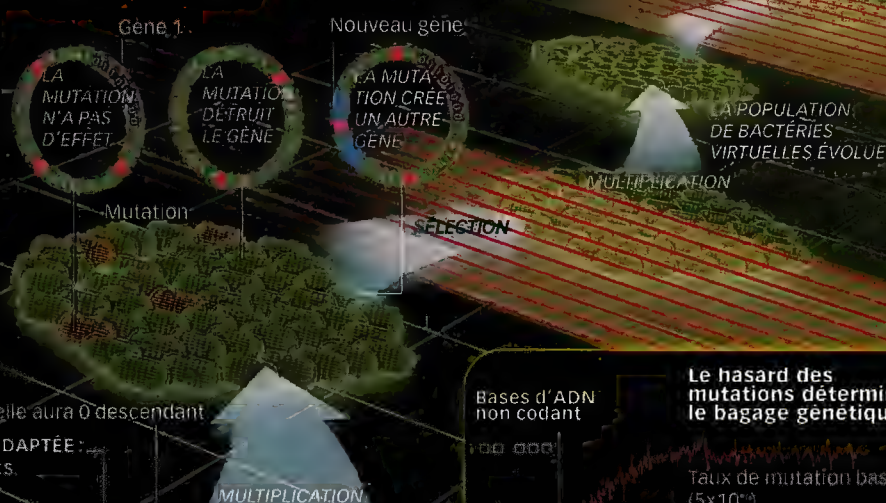 Gène 1
Nouveau gène
LA
MUTATION
N'A PAS
D'EFFET
LA
MUTATION
DÉTRUIT
LE GÈNE
LA MUTA-
TION CRÉE
UN AUTRE
GÈNE
LA POPULATION
DE BACTÉRIES
VIRTUELLES ÉVOLUE
MULTIPLICATION
Mutation
SÉLECTION
elle aura 0 descendant
DAPTÉE :
MULTIPLICATION
Bases d'ADN
non codant
Le hasard des
mutations détermin
le bagage génétiqu
Taux de mutation bas